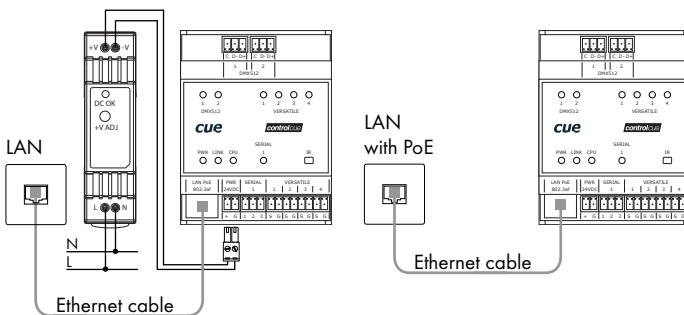 +V -V
DC OK
+V ADJ
L N
LAN
N
L
Ethernet cable
C D- D+ C D- D+
1 2
DMX512
1 2 1 2 3 4
DMX512 VERSATILE
cue controlcue
SERIAL
PWR LINK CPU 1 IR
LAN PoE PWR SERIAL VERSATILE
802.3af 24VDC 1 1 2 3 4
+ G 1 2 3 S G S G S G S G
LAN
with PoE
Ethernet cable
C D- D+ C D- D+
1 2
DMX512
1 2 1 2 3 4
DMX512 VERSATILE
cue controlcue
SERIAL
PWR LINK CPU 1 IR
LAN PoE PWR SERIAL VERSATILE
802.3af 24VDC 1 1 2 3 4
+ G 1 2 3 S G S G S G S G